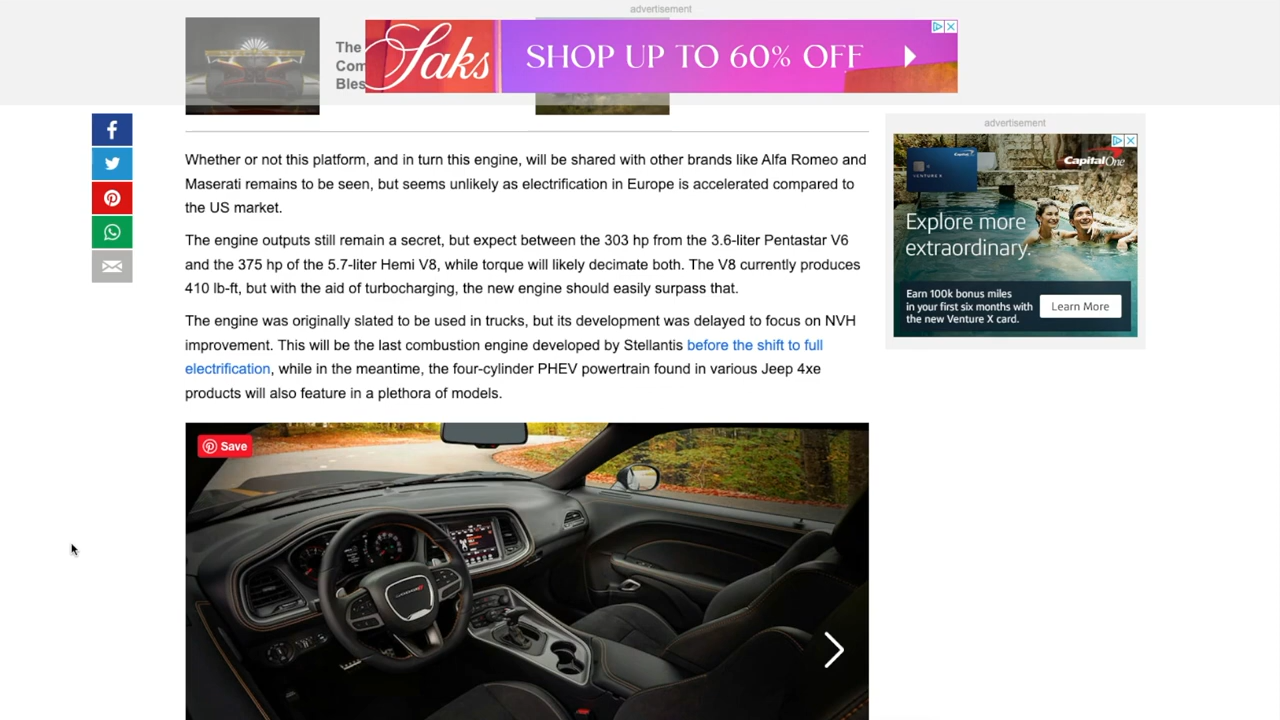 advertisement
The
Com
Bles
Saks
SHOP UP TO 60% OFF
advertisement
Capital One
VENTURE X
Explore more
extraordinary.
Earn 100k bonus miles
in your first six months with
the new Venture X card.
Learn More
Whether or not this platform, and in turn this engine, will be shared with other brands like Alfa Romeo and
Maserati remains to be seen, but seems unlikely as electrification in Europe is accelerated compared to
the US market.
The engine outputs still remain a secret, but expect between the 303 hp from the 3.6-liter Pentastar V6
and the 375 hp of the 5.7-liter Hemi V8, while torque will likely decimate both. The V8 currently produces
410 lb-ft, but with the aid of turbocharging, the new engine should easily surpass that.
The engine was originally slated to be used in trucks, but its development was delayed to focus on NVH
improvement. This will be the last combustion engine developed by Stellantis before the shift to full
electrification, while in the meantime, the four-cylinder PHEV powertrain found in various Jeep 4xe
products will also feature in a plethora of models.
Save